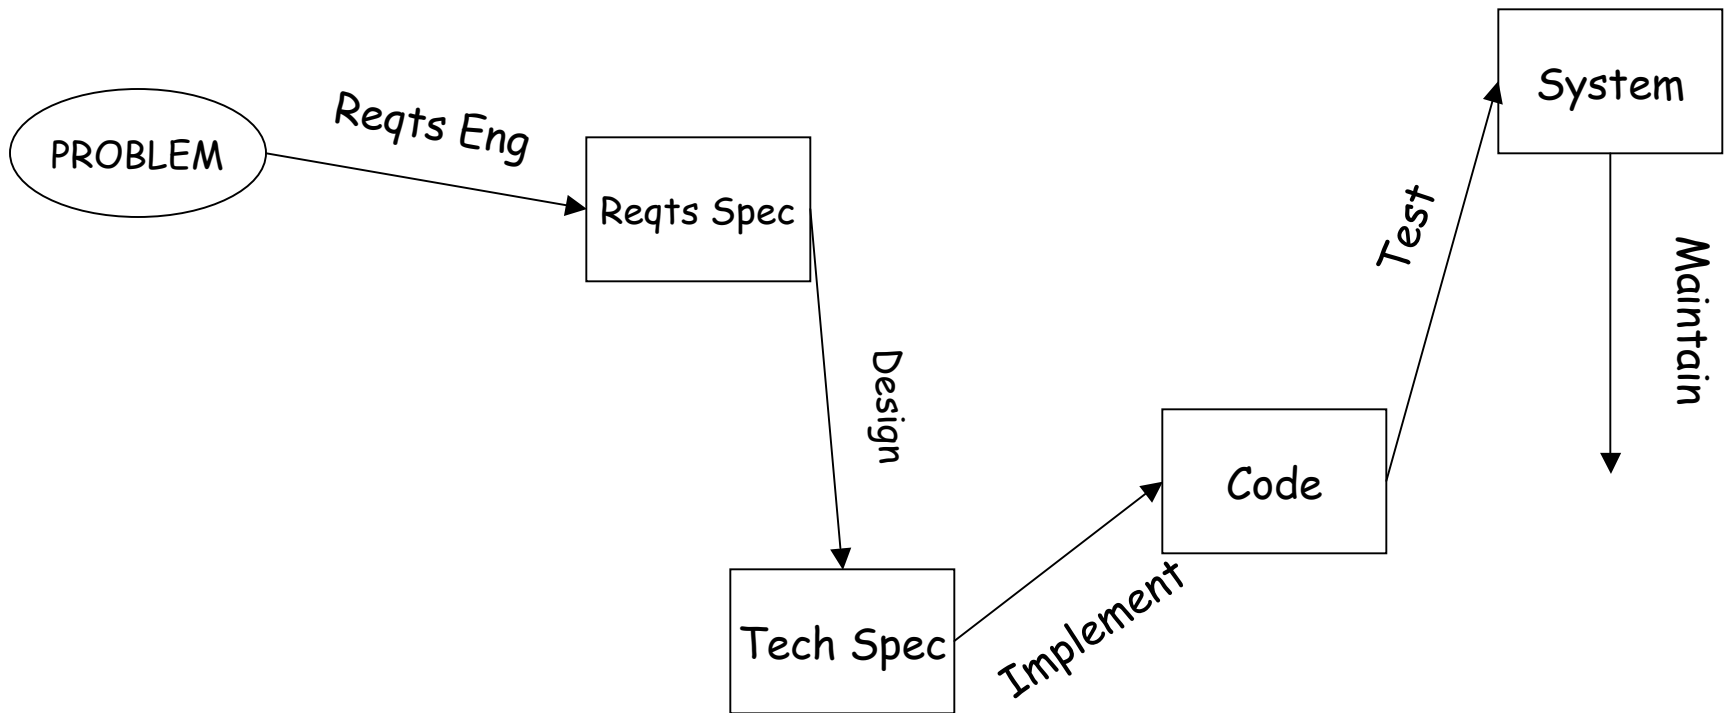 PROBLEM
Reqts Eng
Reqts Spec
Design
Tech Spec
Implement
Code
Test
System
Maintain